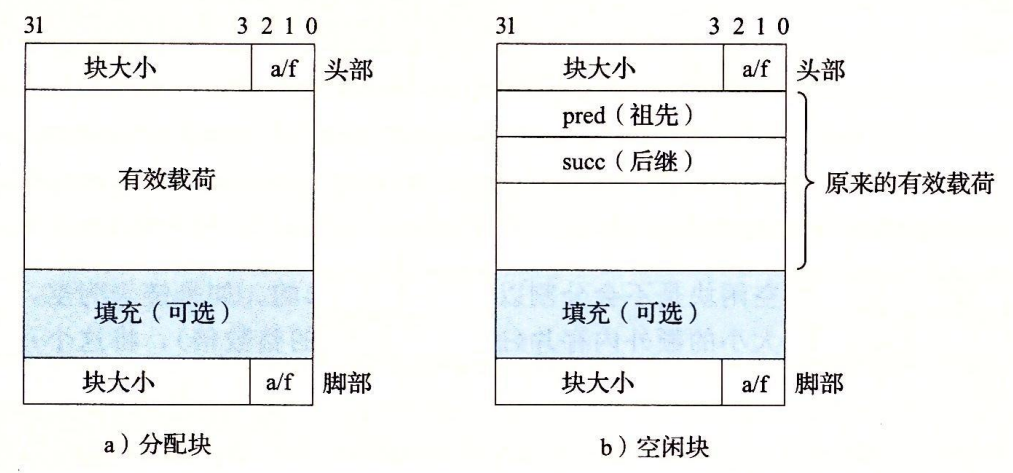 31 3 2 1 0
块大小 a/f 头部
有效载荷
填充（可选）
块大小 a/f 脚部
a）分配块
31 3 2 1 0
块大小 a/f 头部
pred（祖先）
succ（后继）
原来的有效载荷
填充（可选）
块大小 a/f 脚部
b）空闲块